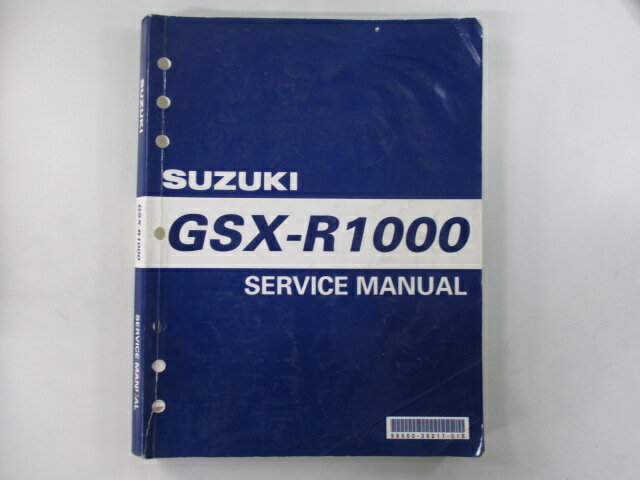 SUZUKI
GSX-R1000
SERVICE MANUAL
SUZUKI
GSX-R1000
SERVICE MANUAL
99500-39211-01E